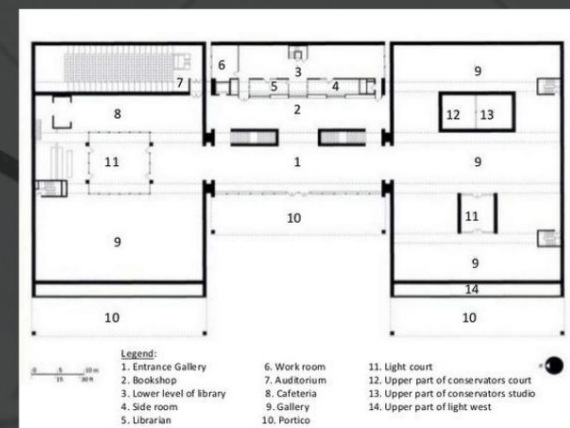 6
3
9
7
5
4
8
2
12
13
11
1
9
11
10
9
9
14
10
10
Legend:
1. Entrance Gallery
2. Bookshop
3. Lower level of library
4. Side room
5. Librarian
6. Work room
7. Auditorium
8. Cafeteria
9. Gallery
10. Portico
11. Light court
12. Upper part of conservators court
13. Upper part of conservators studio
14. Upper part of light west